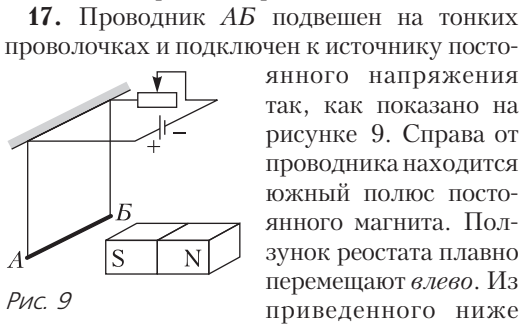 17. Проводник АБ подвешен на тонких
проволочках и подключен к источнику посто-
янного напряжения
так, как показано на
рисунке 9. Справа от
проводника находится
южный полюс посто-
янного магнита. Пол-
зунок реостата плавно
перемещают влево. Из
приведенного ниже
+ −
Б
А
S N
Рис. 9